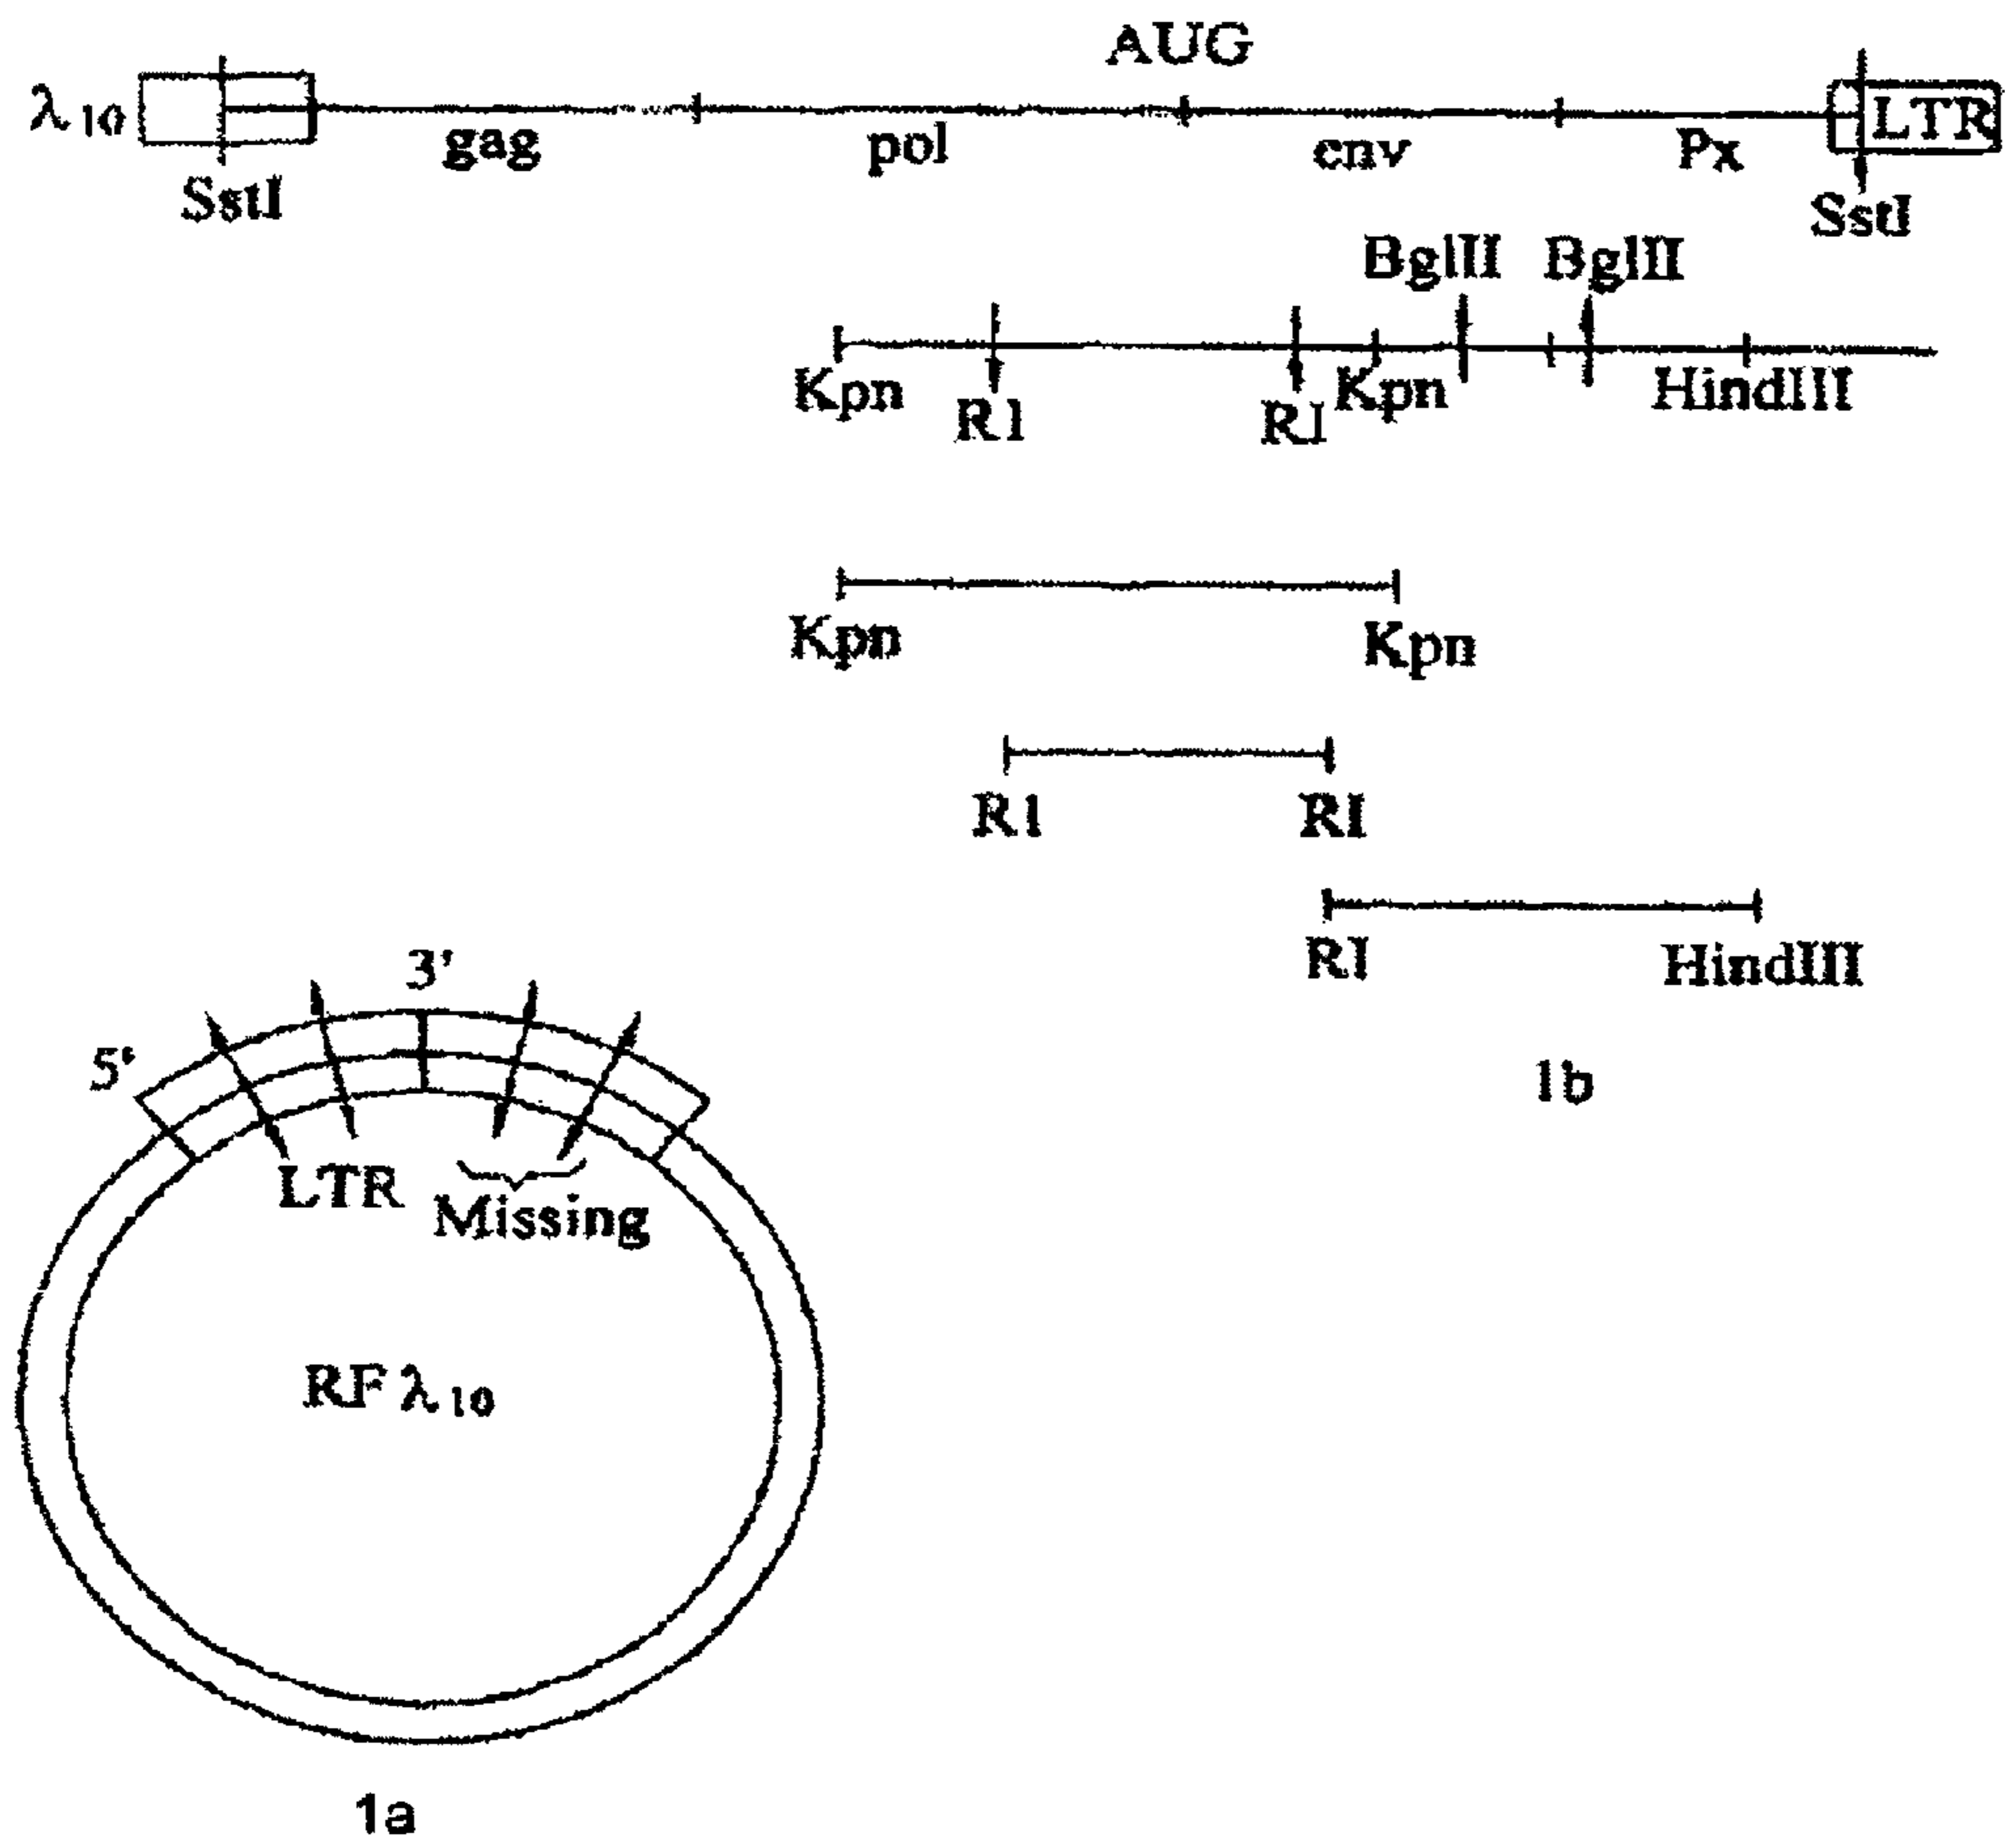 AUG
λ10 gag pol cnv Px LTR
SstI SstI
BglII BglII
Kpn R1 RI Kpn HindIII
Kpn Kpn
R1 RI
RI HindIII
5' 3'
LTR Missing
1b
RF λ10
1a